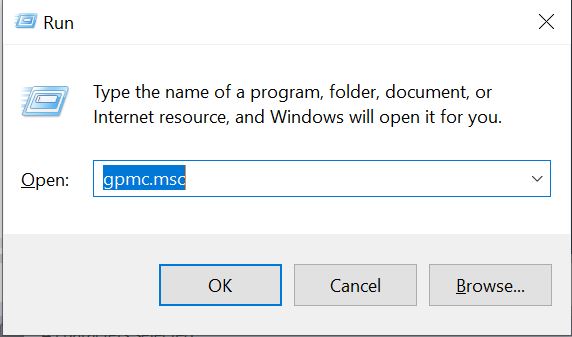 Run
Type the name of a program, folder, document, or
Internet resource, and Windows will open it for you.
Open: gpmc.msc
OK Cancel Browse...